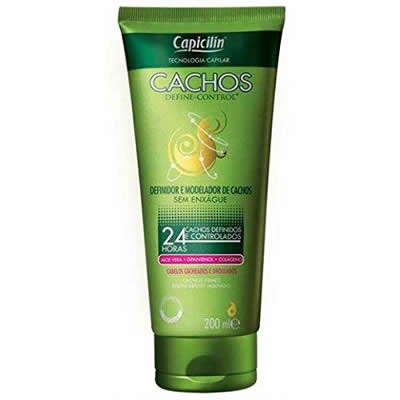 Capicilin
TECNOLOGIA CAPILAR
CACHOS
DEFINE-CONTROL
DEFINIDOR E MODELADOR DE CACHOS
SEM ENXÁGUE
24 HORAS
CACHOS DEFINIDOS
E CONTROLADOS
ALOE VERA • D-PANTENOL • COLÁGENO
CABELOS CACHEADOS E ONDULADOS
200 ml e